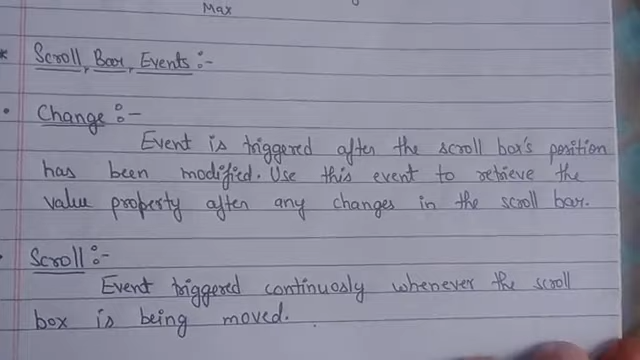 Max
* Scroll, Bar, Events :-
• Change :-
Event is triggered after the scroll box's position
has been modified. Use this event to retrieve the
value property after any changes in the scroll bar.
• Scroll :-
Event triggered continuosly whenever the scroll
box is being moved.